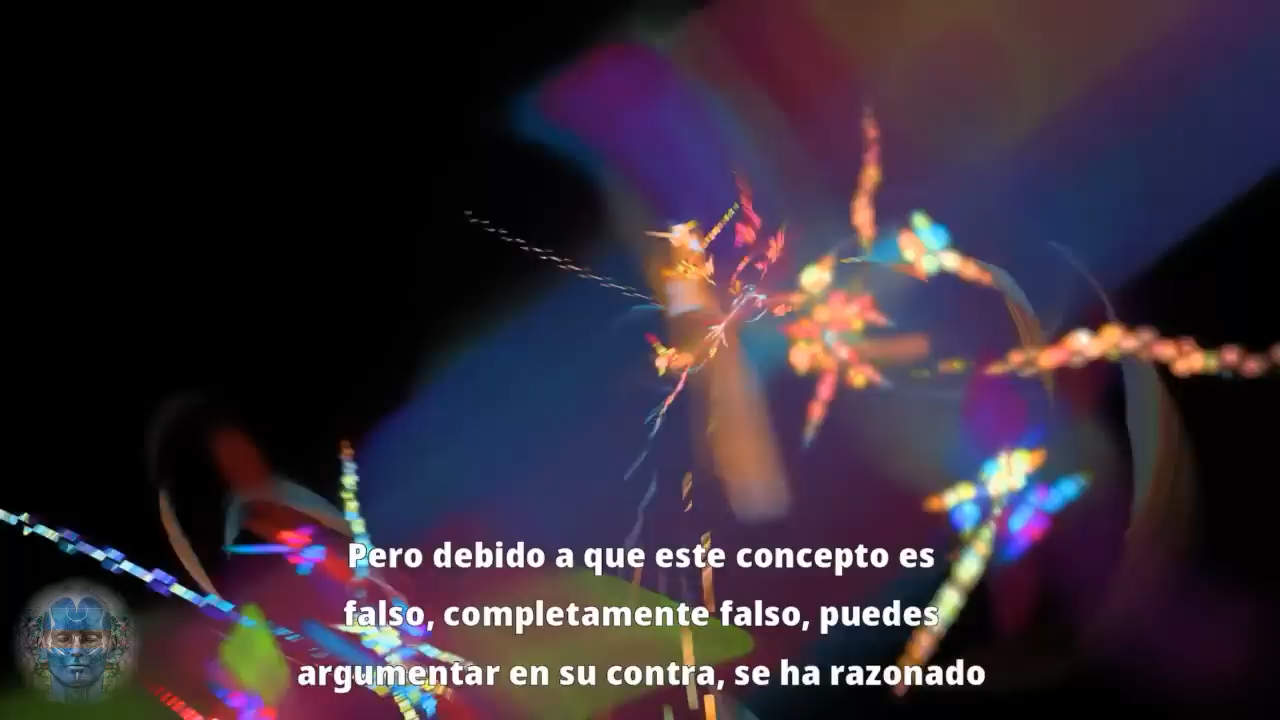 Pero debido a que este concepto es
falso, completamente falso, puedes
argumentar en su contra, se ha razonado